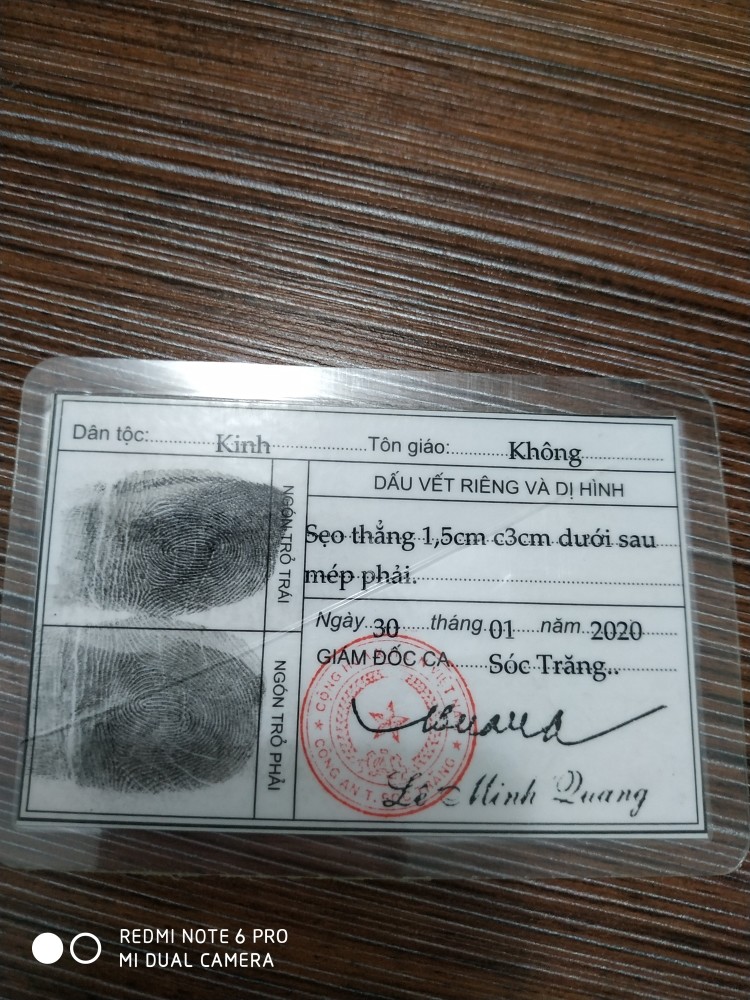 Dân tộc: Kinh Tôn giáo: Không
DẤU VẾT RIÊNG VÀ DỊ HÌNH
NGÓN TRỎ TRÁI
Sẹo thẳng 1,5cm c3cm dưới sau
mép phải.
Ngày 30 tháng 01 năm 2020
GIÁM ĐỐC CA Sóc Trăng..
NGÓN TRỎ PHẢI
CÔNG AN T.
Lê Minh Quang
REDMI NOTE 6 PRO
MI DUAL CAMERA